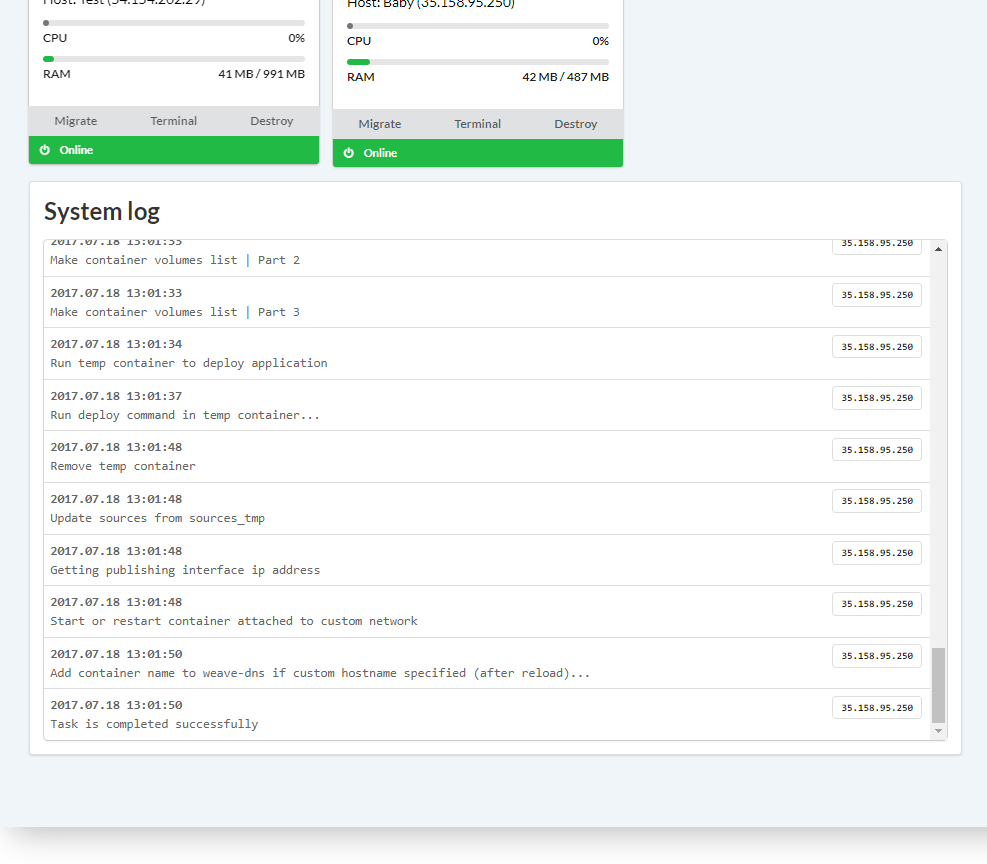 Host: Test (54.154.202.29)
Host: Baby (35.158.95.250)
CPU 0%
CPU 0%
RAM 41 MB / 991 MB
RAM 42 MB / 487 MB
Migrate Terminal Destroy
Migrate Terminal Destroy
Online
Online
System log
2017.07.18 13:01:33 35.158.95.250
Make container volumes list | Part 2
2017.07.18 13:01:33 35.158.95.250
Make container volumes list | Part 3
2017.07.18 13:01:34 35.158.95.250
Run temp container to deploy application
2017.07.18 13:01:37 35.158.95.250
Run deploy command in temp container...
2017.07.18 13:01:48 35.158.95.250
Remove temp container
2017.07.18 13:01:48 35.158.95.250
Update sources from sources_tmp
2017.07.18 13:01:48 35.158.95.250
Getting publishing interface ip address
2017.07.18 13:01:48 35.158.95.250
Start or restart container attached to custom network
2017.07.18 13:01:50 35.158.95.250
Add container name to weave-dns if custom hostname specified (after reload)...
2017.07.18 13:01:50 35.158.95.250
Task is completed successfully